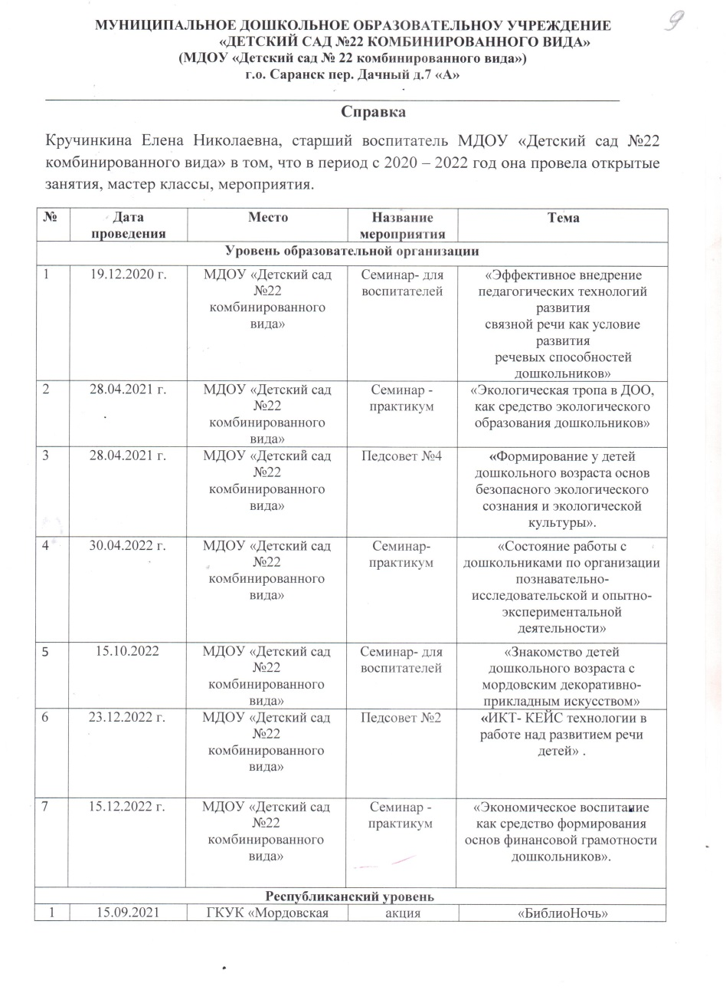 9
МУНИЦИПАЛЬНОЕ ДОШКОЛЬНОЕ ОБРАЗОВАТЕЛЬНОУ УЧРЕЖДЕНИЕ
«ДЕТСКИЙ САД №22 КОМБИНИРОВАННОГО ВИДА»
(МДОУ «Детский сад № 22 комбинированного вида»)
г.о. Саранск пер. Дачный д.7 «А»
Справка
Кручинкина Елена Николаевна, старший воспитатель МДОУ «Детский сад №22
комбинированного вида» в том, что в период с 2020 – 2022 год она провела открытые
занятия, мастер классы, мероприятия.
№ Дата проведения Место Название мероприятия Тема
Уровень образовательной организации
1 19.12.2020 г. МДОУ «Детский сад Семинар- для «Эффективное внедрение
№22 воспитателей педагогических технологий
комбинированного развития
вида» связной речи как условие
развития
речевых способностей
дошкольников»
2 28.04.2021 г. МДОУ «Детский сад Семинар - «Экологическая тропа в ДОО,
№22 практикум как средство экологического
комбинированного образования дошкольников»
вида»
3 28.04.2021 г. МДОУ «Детский сад Педсовет №4 «Формирование у детей
№22 дошкольного возраста основ
комбинированного безопасного экологического
вида» сознания и экологической
культуры».
4 30.04.2022 г. МДОУ «Детский сад Семинар- «Состояние работы с
№22 практикум дошкольниками по организации
комбинированного познавательно-
вида» исследовательской и опытно-
экспериментальной
деятельности»
5 15.10.2022 МДОУ «Детский сад Семинар- для «Знакомство детей
№22 воспитателей дошкольного возраста с
комбинированного мордовским декоративно-
вида» прикладным искусством»
6 23.12.2022 г. МДОУ «Детский сад Педсовет №2 «ИКТ- КЕЙС технологии в
№22 работе над развитием речи
комбинированного детей» .
вида»
7 15.12.2022 г. МДОУ «Детский сад Семинар - «Экономическое воспитание
№22 практикум как средство формирования
комбинированного основ финансовой грамотности
вида» дошкольников».
Республиканский уровень
1 15.09.2021 ГКУК «Мордовская акция «БиблиоНочь»